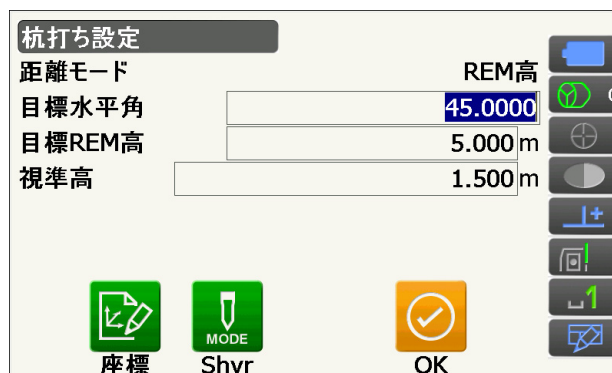 杭打ち設定
距離モード REM高
目標水平角 45.0000
目標REM高 5.000 m
視準高 1.500 m
MODE
座標 Shvr OK